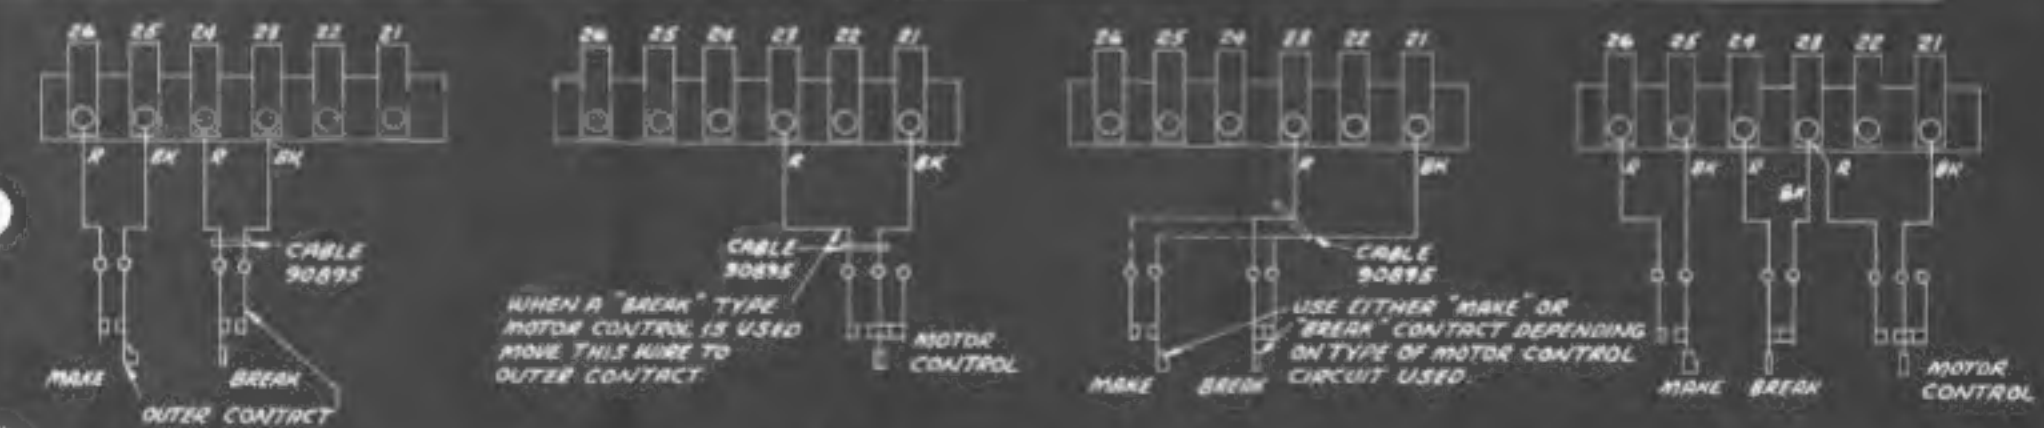 26 25 24 23 22 21
R BK R BK
CABLE
90895
MAKE BREAK
OUTER CONTACT
26 25 24 23 22 21
R BK
CABLE
90895
WHEN A "BREAK" TYPE
MOTOR CONTROL IS USED
MOVE THIS WIRE TO
OUTER CONTACT.
MOTOR
CONTROL
26 25 24 23 22 21
R BK
CABLE
90895
USE EITHER "MAKE" OR
"BREAK" CONTACT DEPENDING
ON TYPE OF MOTOR CONTROL
CIRCUIT USED
MAKE BREAK
26 25 24 23 22 21
R BK R BK R BK
MAKE BREAK
MOTOR
CONTROL